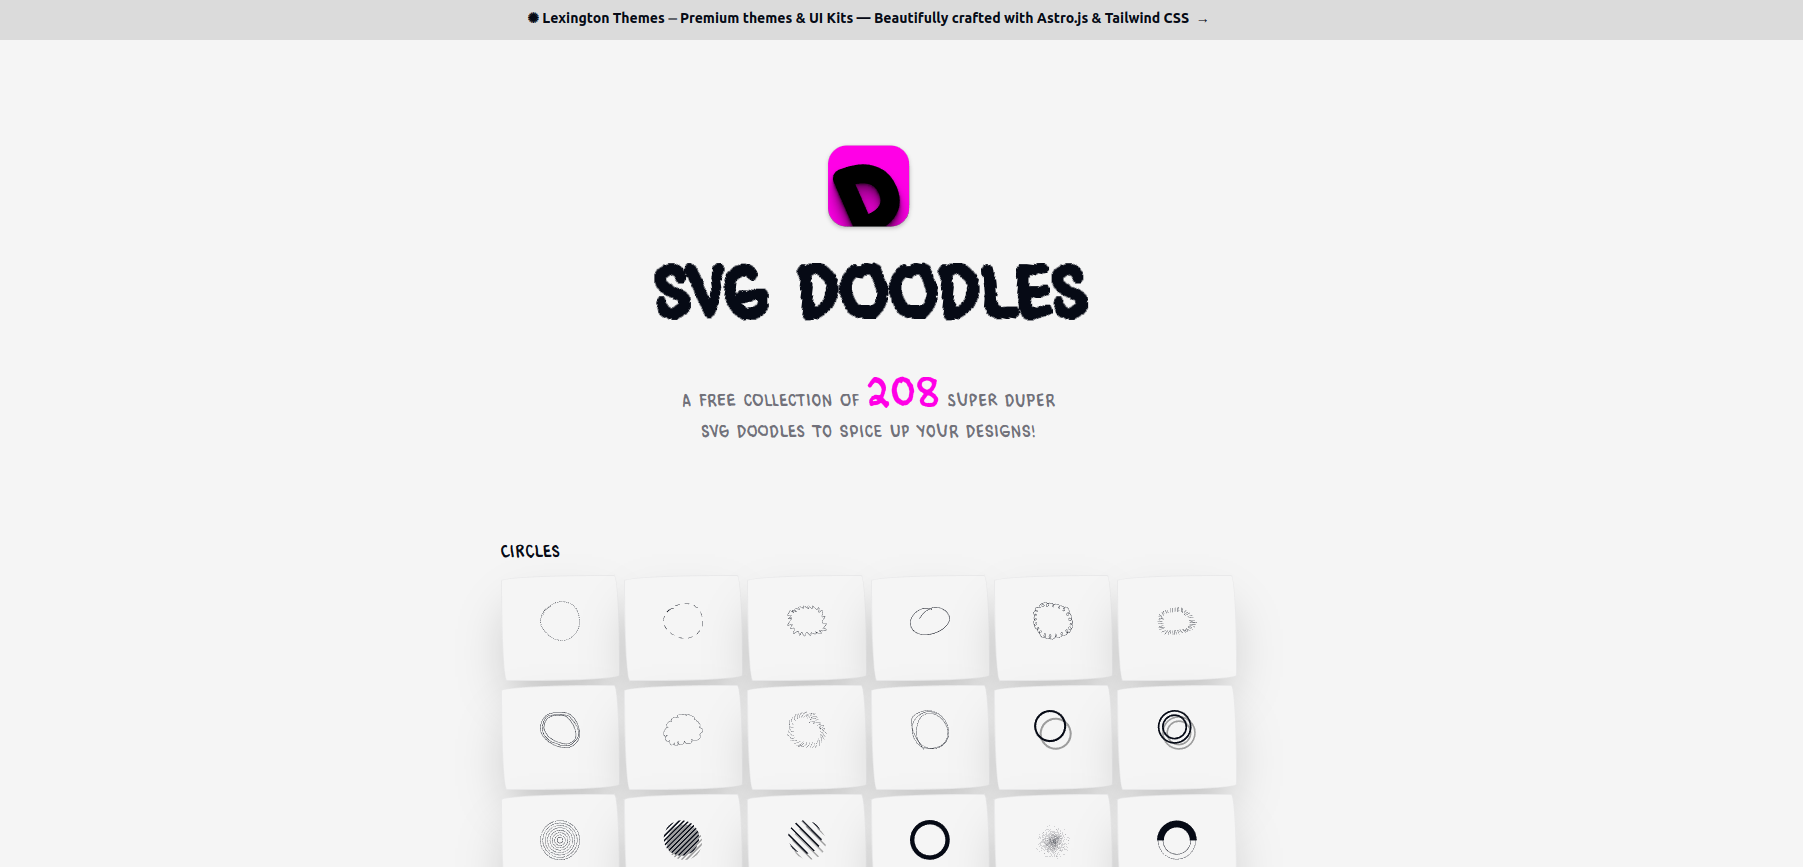 ✺ Lexington Themes — Premium themes & UI Kits — Beautifully crafted with Astro.js & Tailwind CSS →
D
SVG DOODLES
A FREE COLLECTION OF 208 SUPER DUPER
SVG DOODLES TO SPICE UP YOUR DESIGNS!
CIRCLES